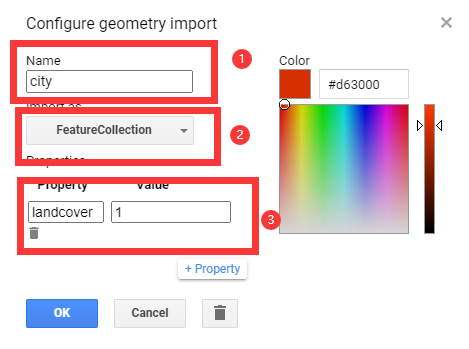 Configure geometry import
Name
1
Color
city
#d63000
Import as
FeatureCollection
2
Properties
Property Value
landcover 1
3
+ Property
OK Cancel